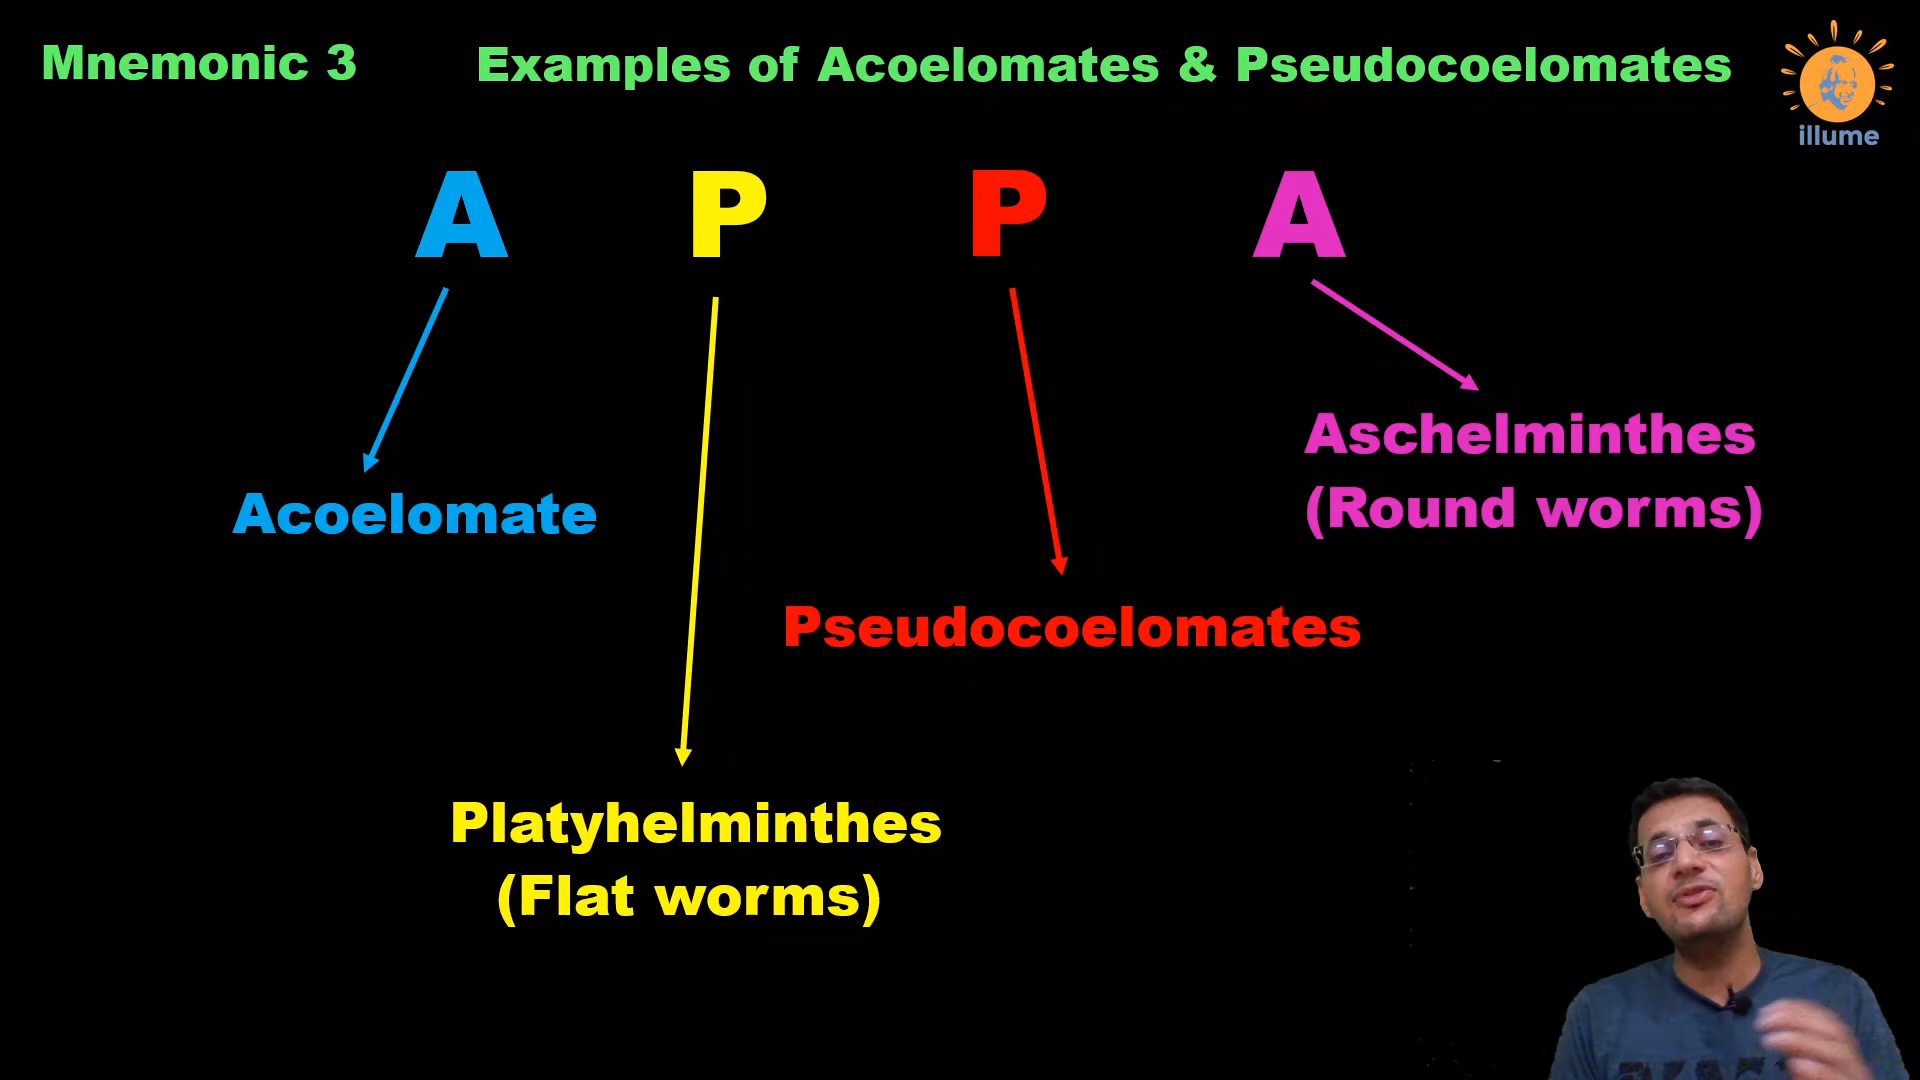 Mnemonic 3
Examples of Acoelomates & Pseudocoelomates
illume
A P P A
Acoelomate
Aschelminthes
(Round worms)
Pseudocoelomates
Platyhelminthes
(Flat worms)